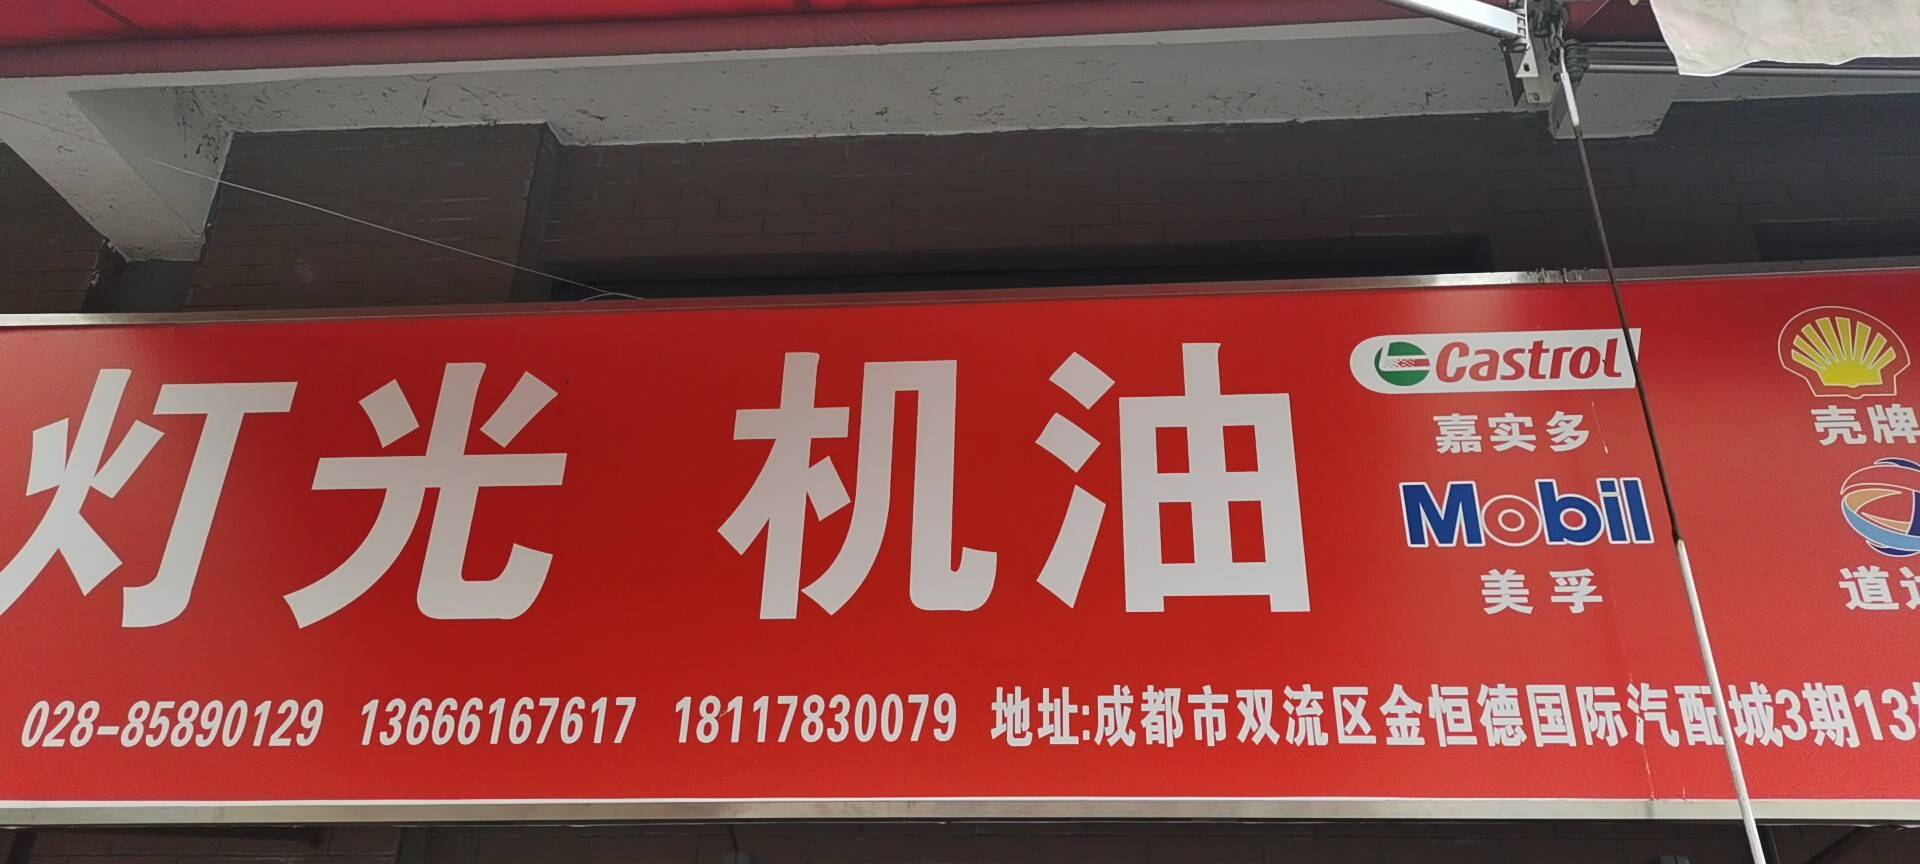 灯光 机油
Castrol
嘉实多
Mobil
美孚
壳牌
道
028-85890129 13666167617 18117830079 地址:成都市双流区金恒德国际汽配城3期13